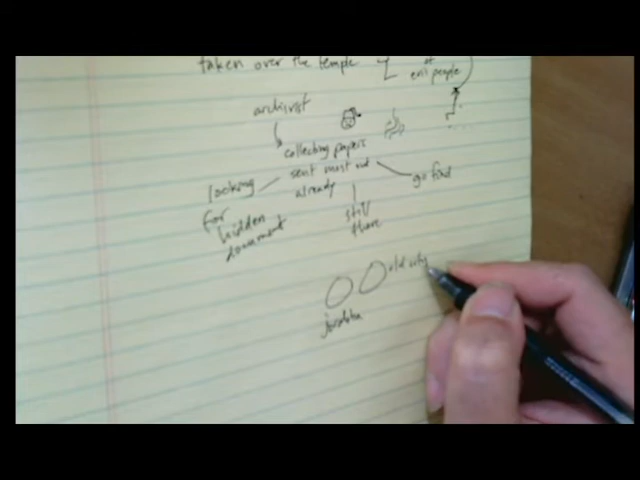 taken over the temple
at
evil people
archivist
collecting papers
sent most out
already
looking
for
hidden
document
still
there
go find
old city